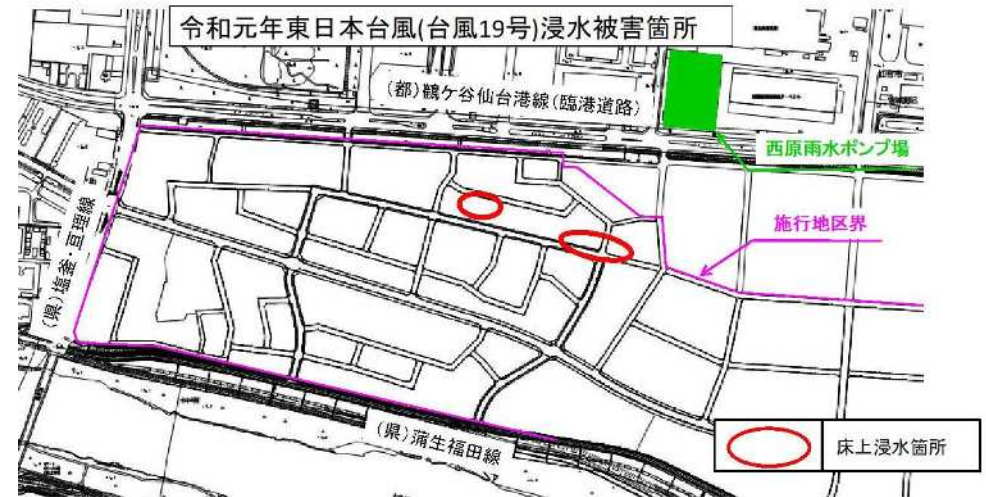 令和元年東日本台風(台風19号)浸水被害箇所
(都)鶴ケ谷仙台港線(臨港道路)
西原雨水ポンプ場
施行地区界
(県)塩釜・亘理線
(県)蒲生福田線
床上浸水箇所